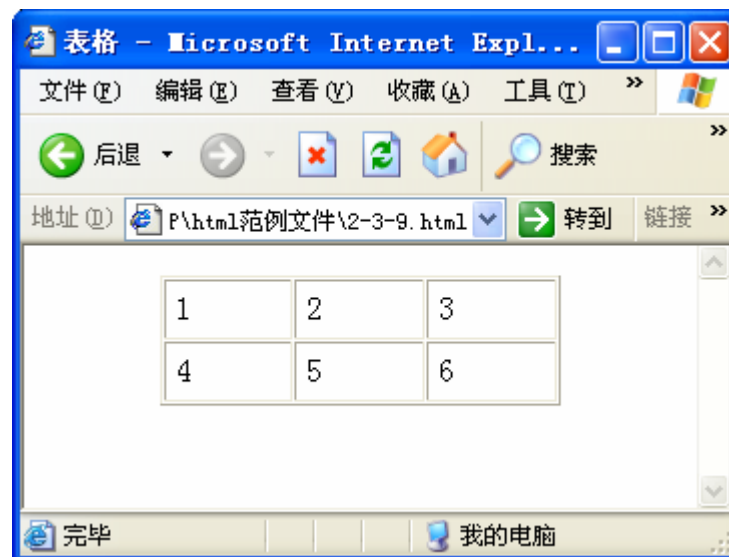 表格 - Microsoft Internet Expl...
文件(F) 编辑(E) 查看(V) 收藏(A) 工具(T) »
后退 搜索 »
地址(D) P\html范例文件\2-3-9.html 转到 链接 »
1 2 3
4 5 6
完毕 我的电脑